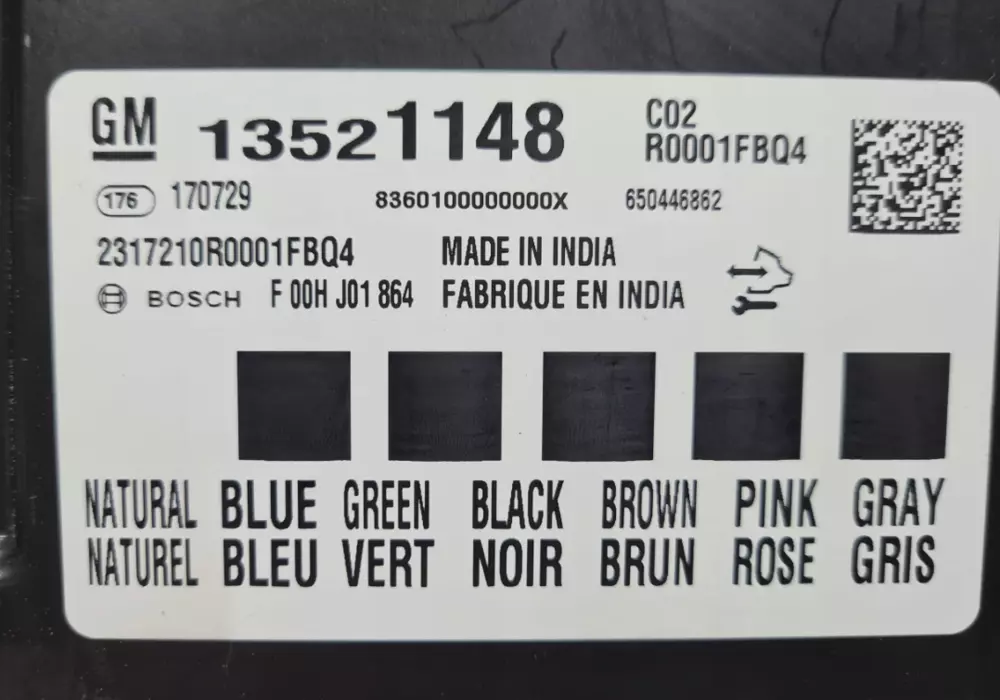 GM 13521148 C02
R0001FBQ4
176 170729 8360100000000X 650446862
2317210R0001FBQ4 MADE IN INDIA
BOSCH F 00H J01 864 FABRIQUE EN INDIA
NATURAL BLUE GREEN BLACK BROWN PINK GRAY
NATUREL BLEU VERT NOIR BRUN ROSE GRIS